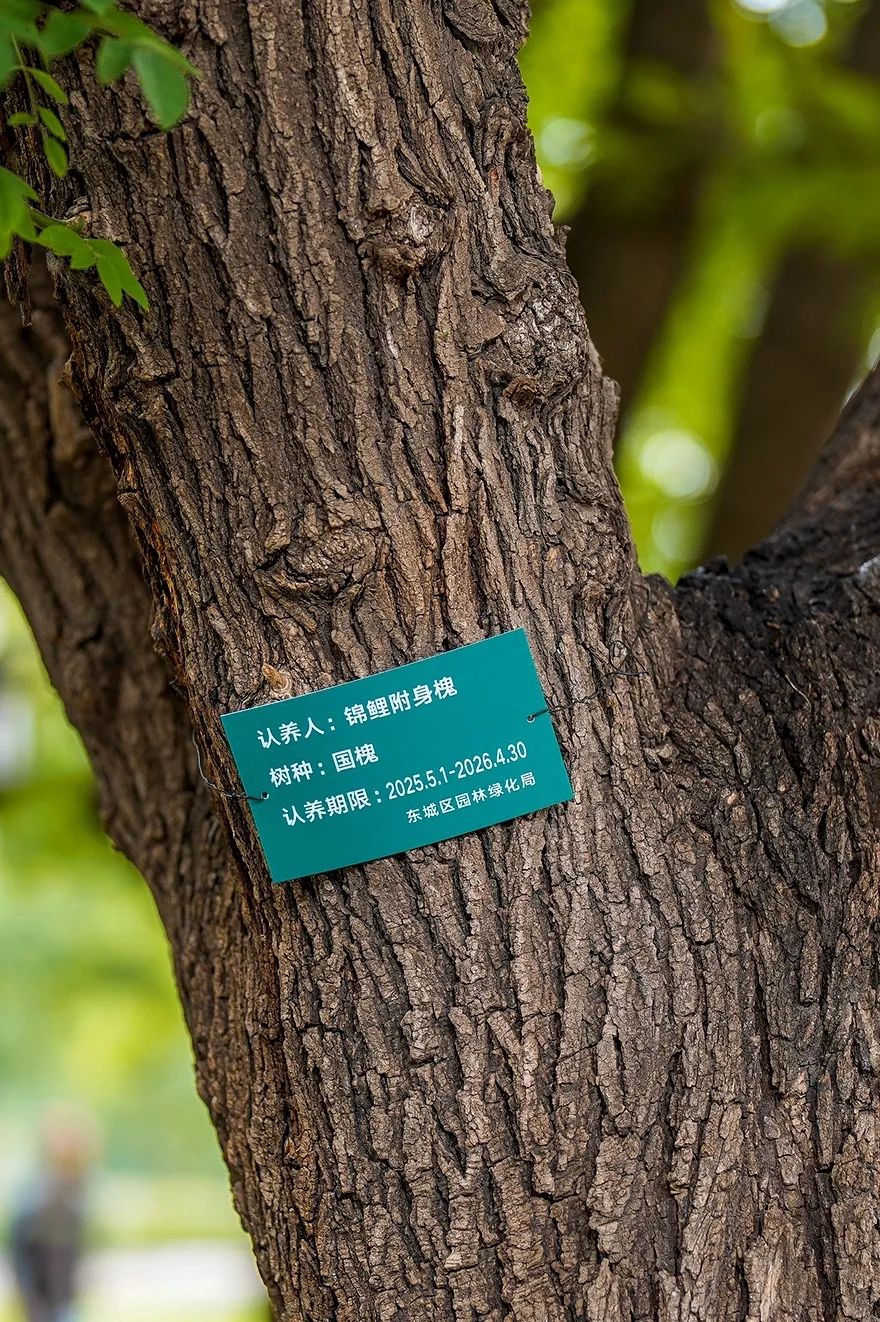 认养人：锦鲤附身槐
树种：国槐
认养期限：2025.5.1-2026.4.30
东城区园林绿化局